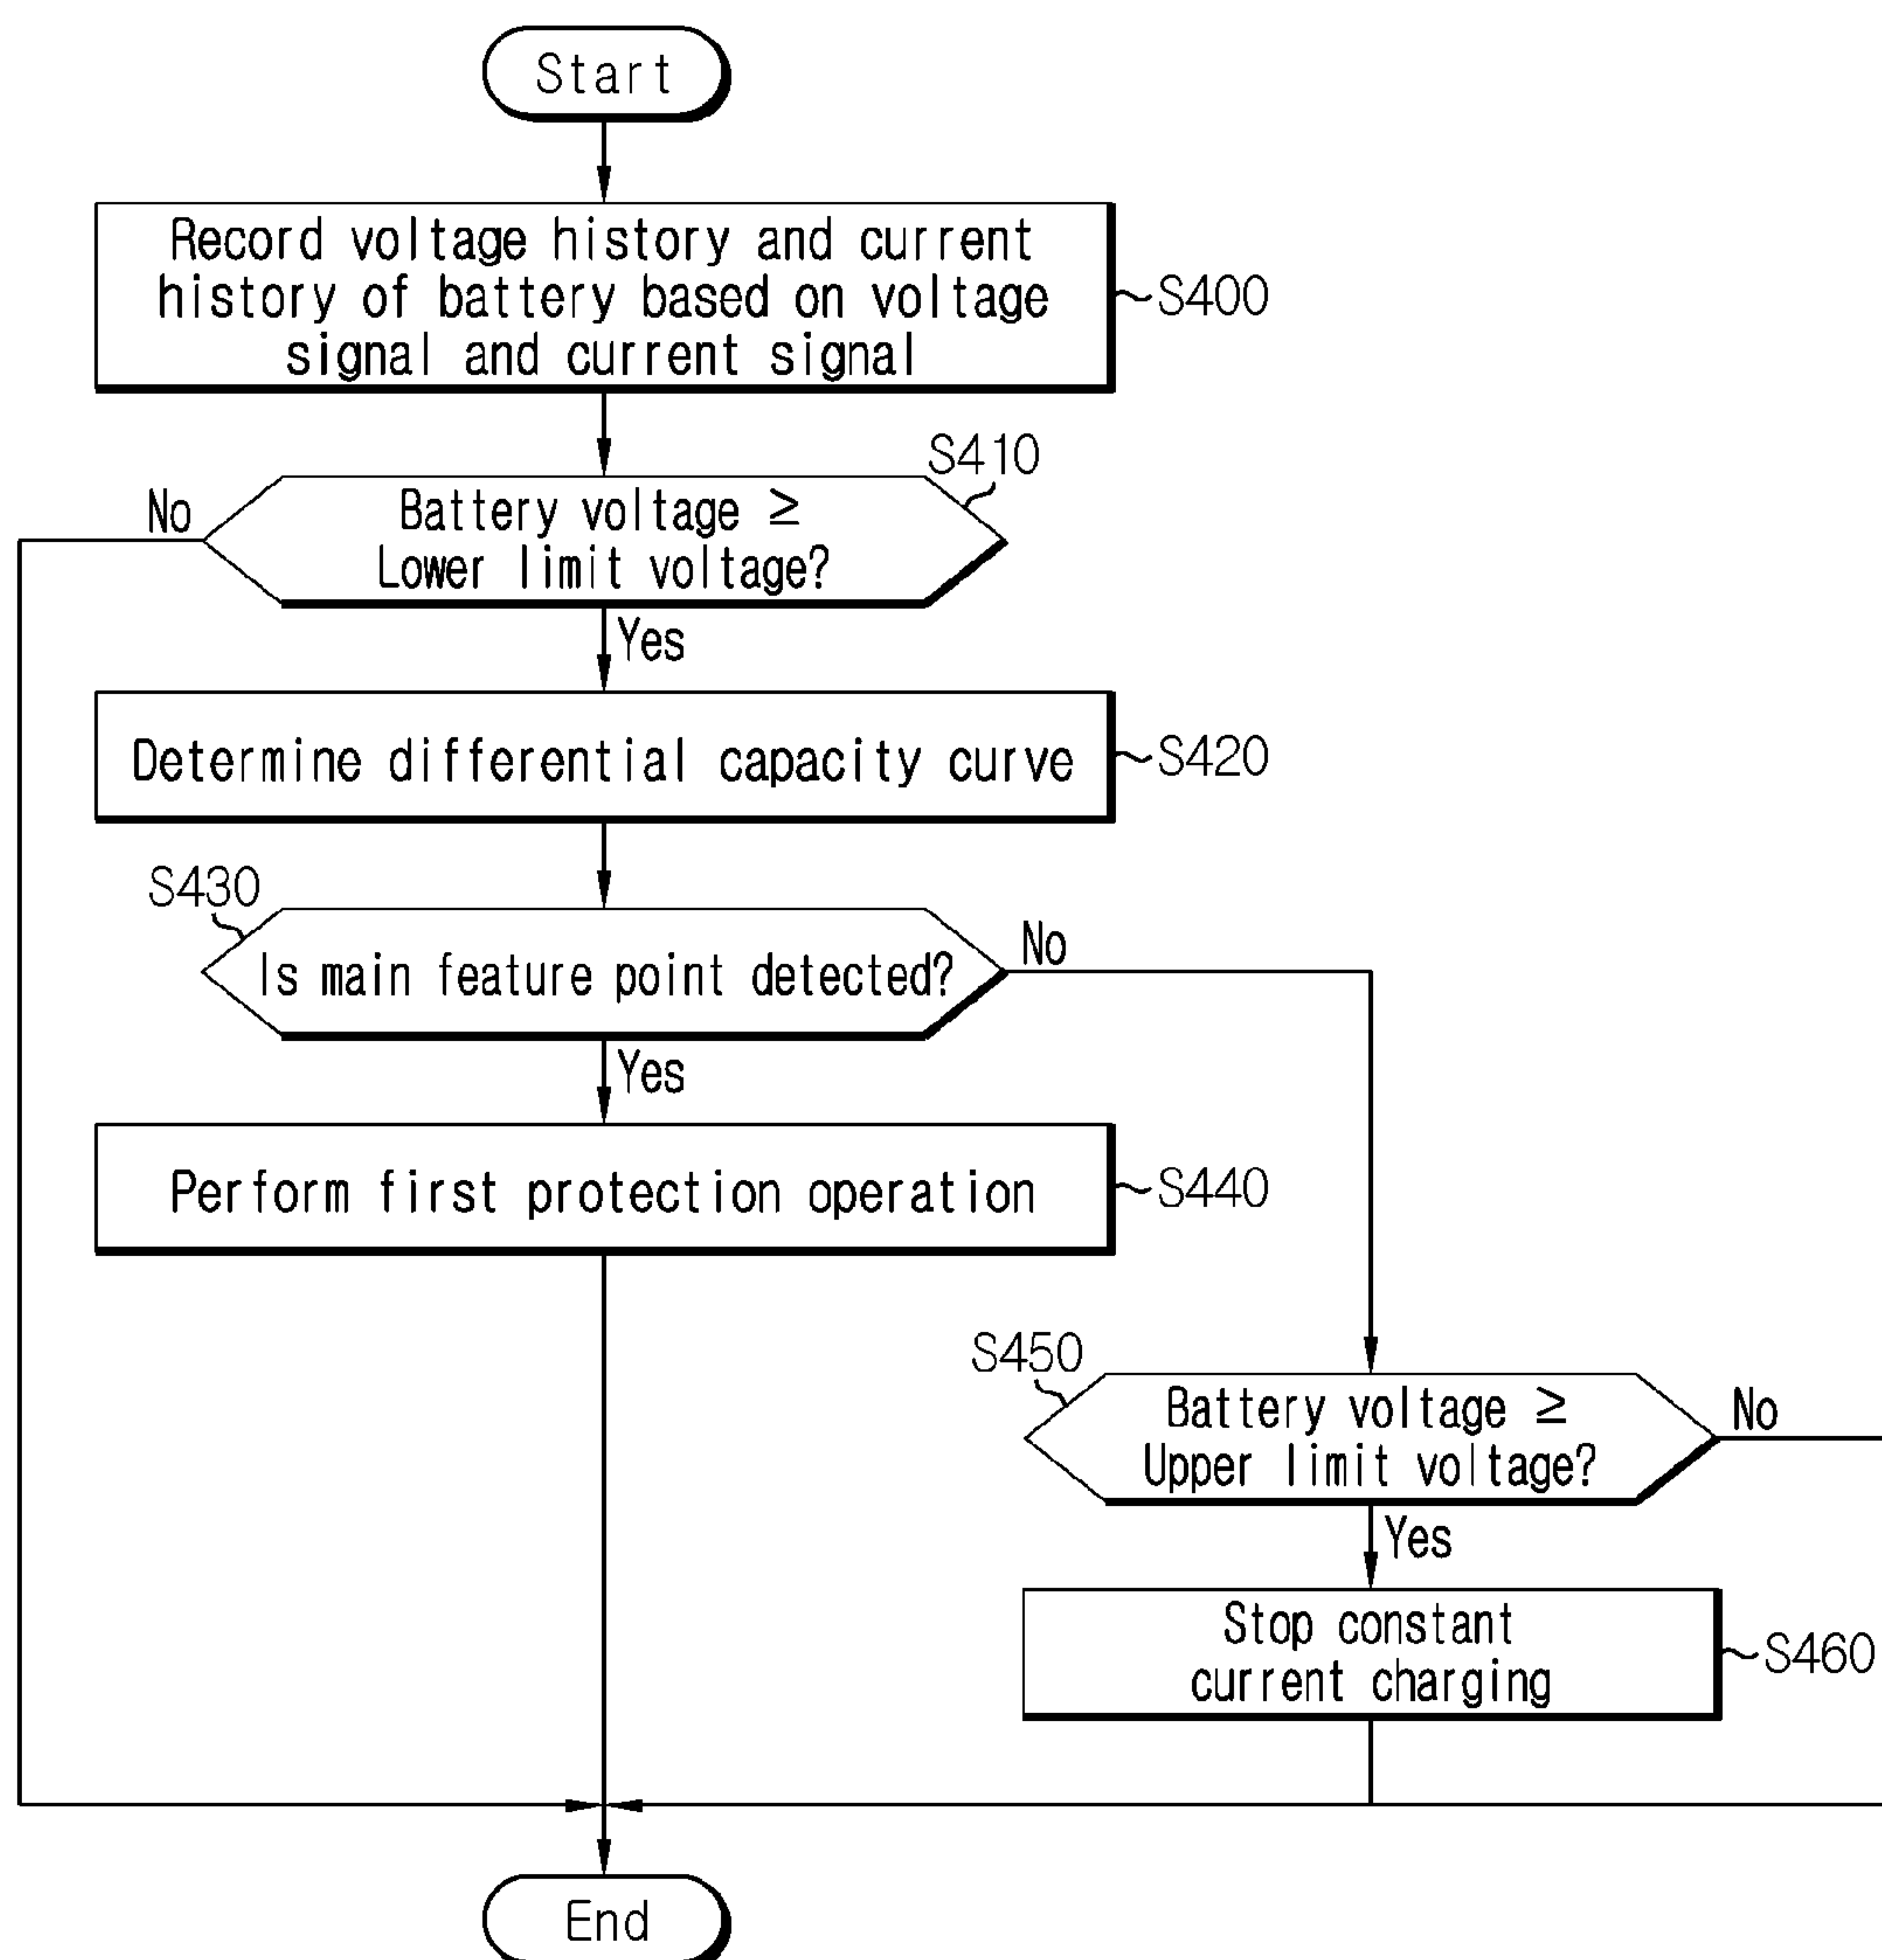 Start
Record voltage history and current
history of battery based on voltage
signal and current signal
S400
S410
No
Battery voltage ≥
Lower limit voltage?
Yes
Determine differential capacity curve
S420
S430
Is main feature point detected?
No
Yes
Perform first protection operation
S440
S450
Battery voltage ≥
Upper limit voltage?
No
Yes
Stop constant
current charging
S460
End